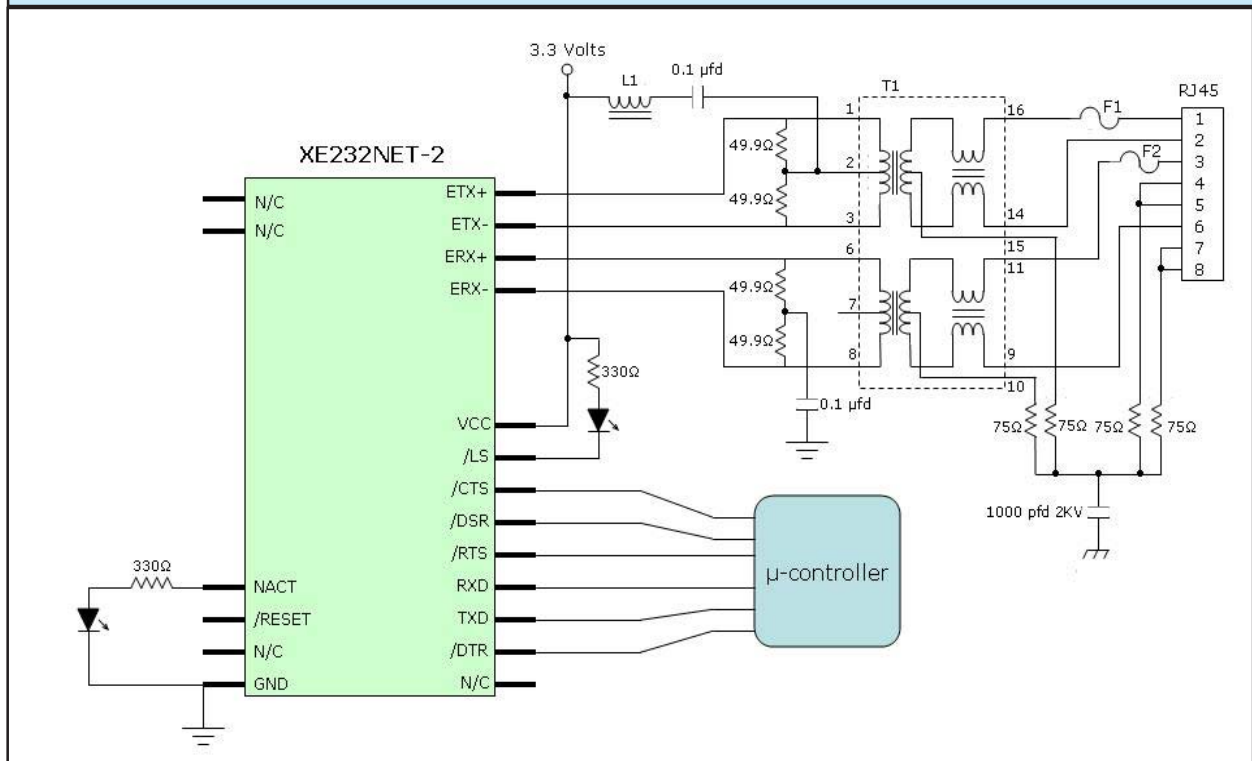 3.3 Volts
L1
0.1 µfd
T1
RJ45
XE232NET-2
N/C
N/C
NACT
/RESET
N/C
GND
330Ω
ETX+
ETX-
ERX+
ERX-
VCC
/LS
/CTS
/DSR
/RTS
RXD
TXD
/DTR
N/C
330Ω
µ-controller
49.9Ω
49.9Ω
49.9Ω
49.9Ω
0.1 µfd
1
2
3
6
7
8
16
14
15
11
9
10
F1
F2
1
2
3
4
5
6
7
8
75Ω
75Ω
75Ω
75Ω
1000 pfd 2KV